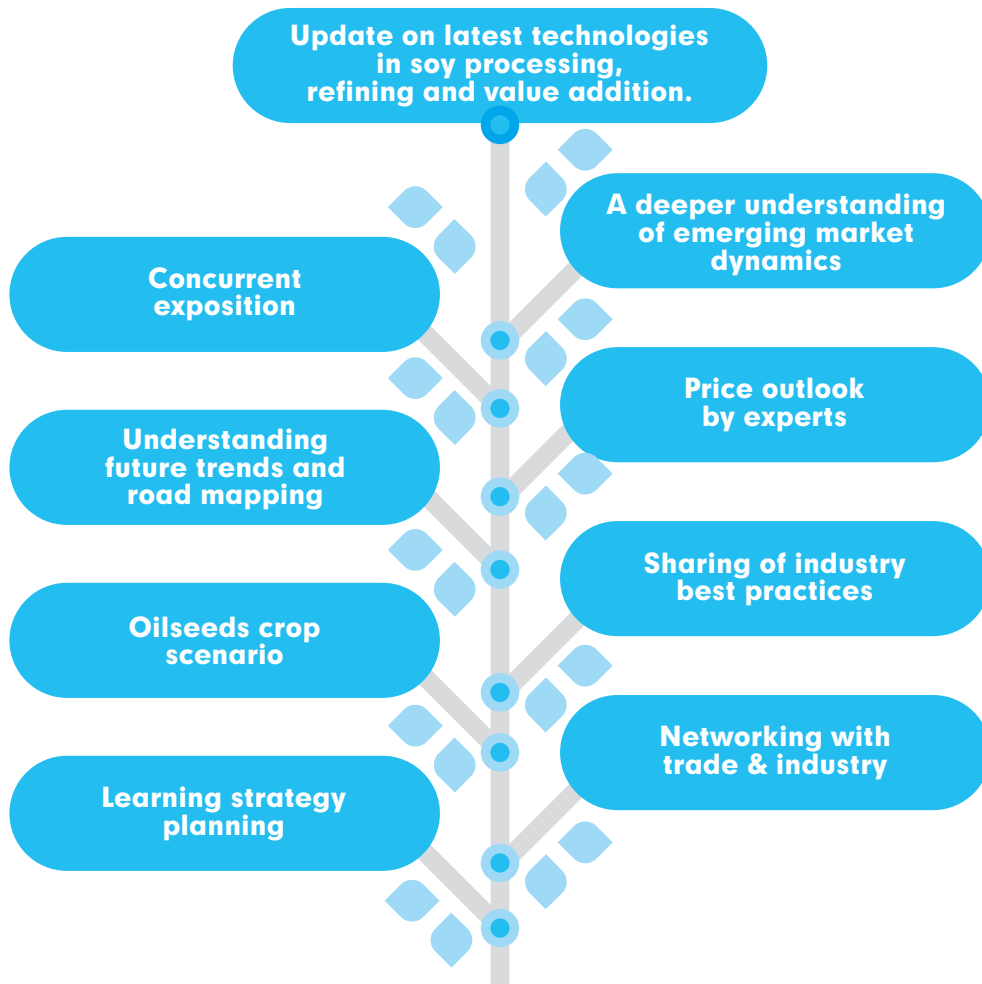 Update on latest technologies
in soy processing,
refining and value addition.
A deeper understanding
of emerging market
dynamics
Concurrent
exposition
Price outlook
by experts
Understanding
future trends and
road mapping
Sharing of industry
best practices
Oilseeds crop
scenario
Networking with
trade & industry
Learning strategy
planning